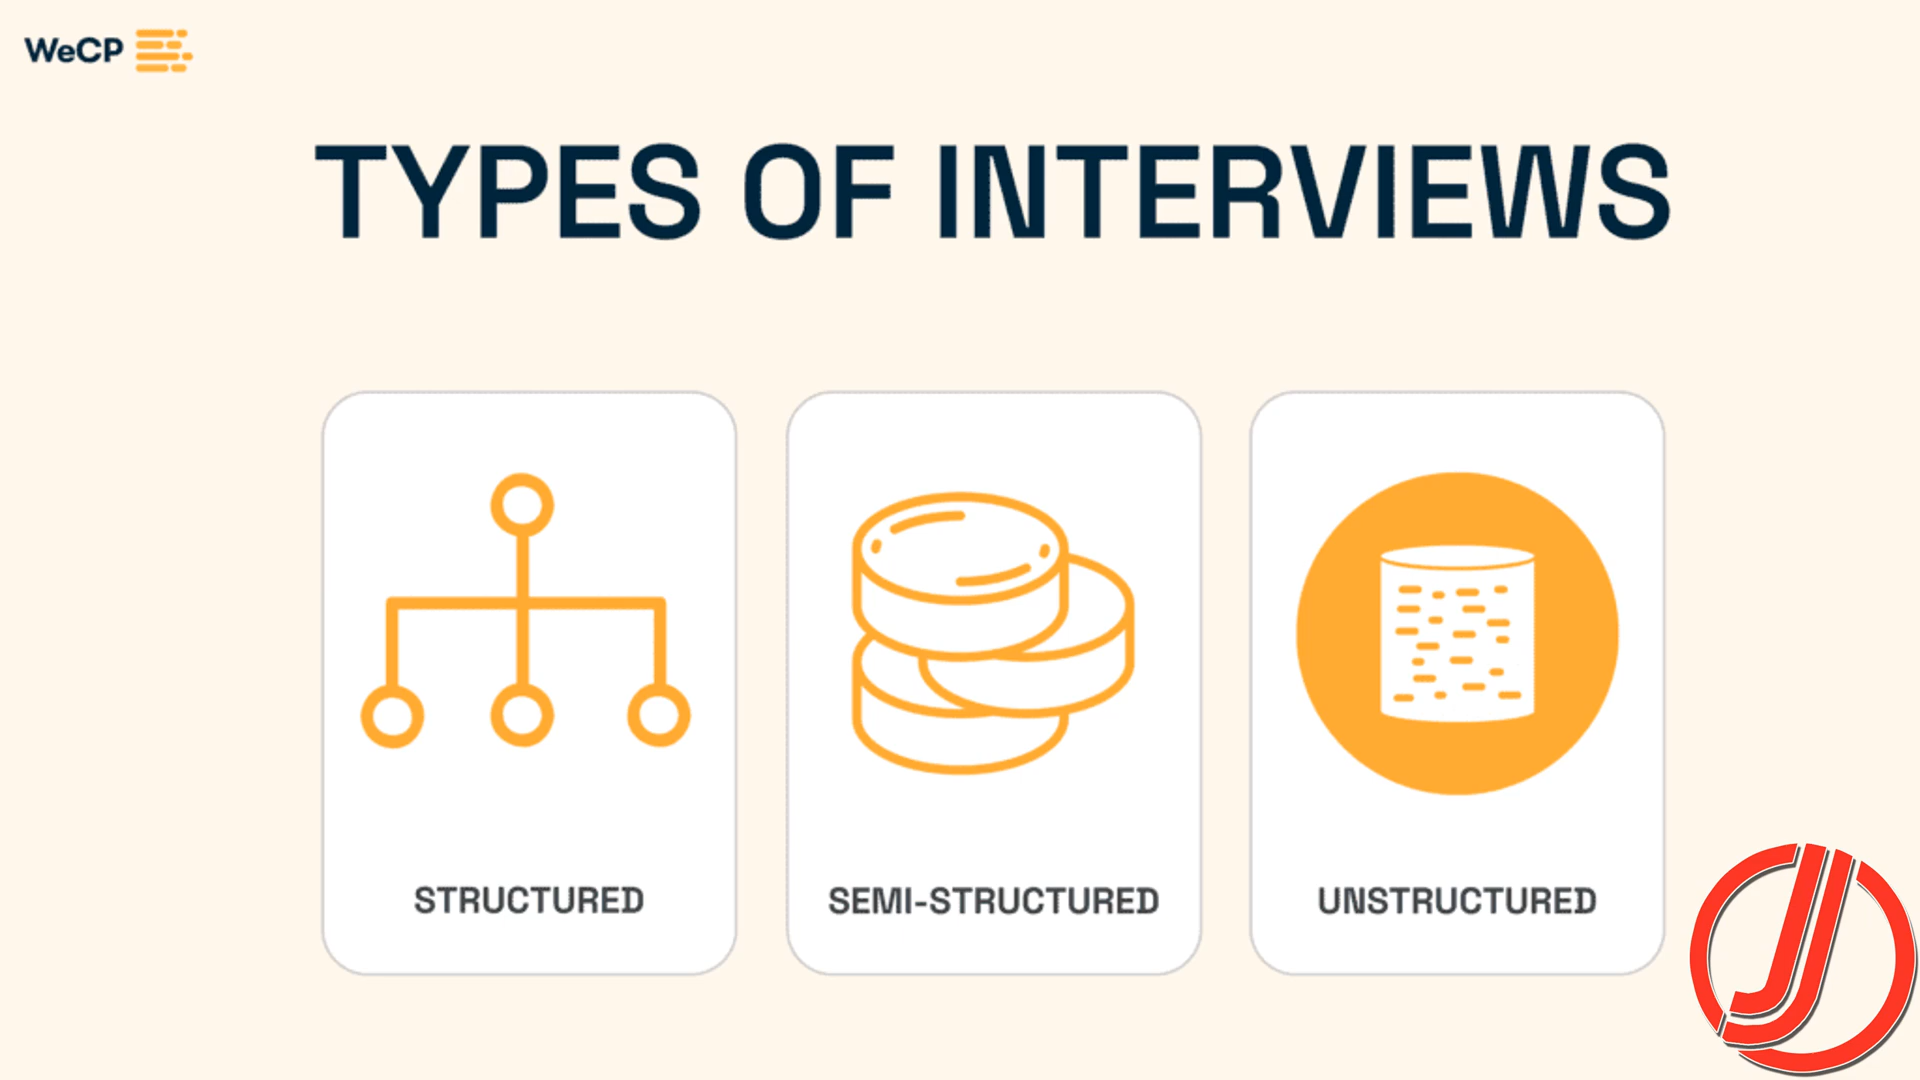 WeCP
TYPES OF INTERVIEWS
STRUCTURED
SEMI-STRUCTURED
UNSTRUCTURED